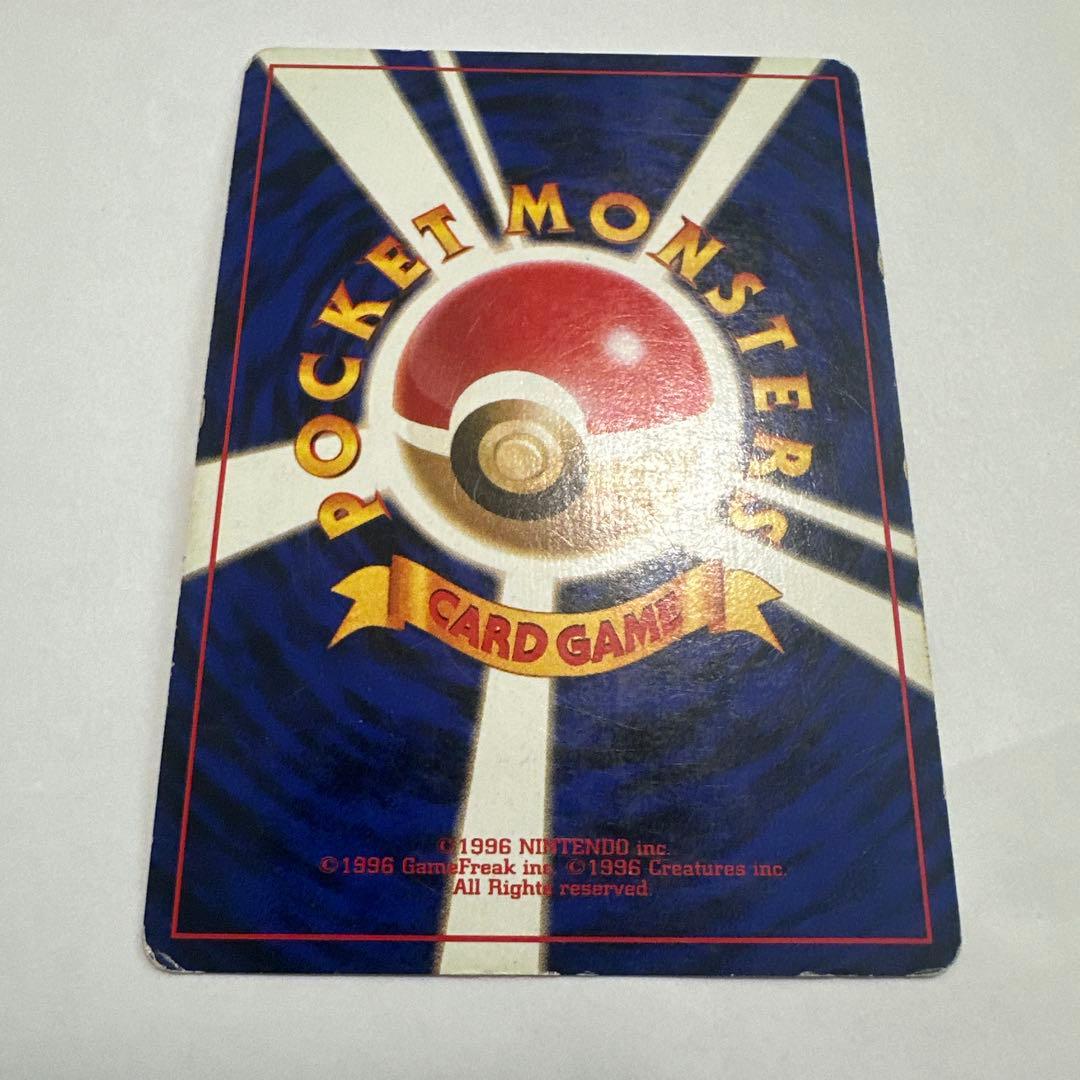 POCKET MONSTERS
CARD GAME
©1996 NINTENDO inc.
©1996 GameFreak inc. ©1996 Creatures inc.
All Rights reserved.